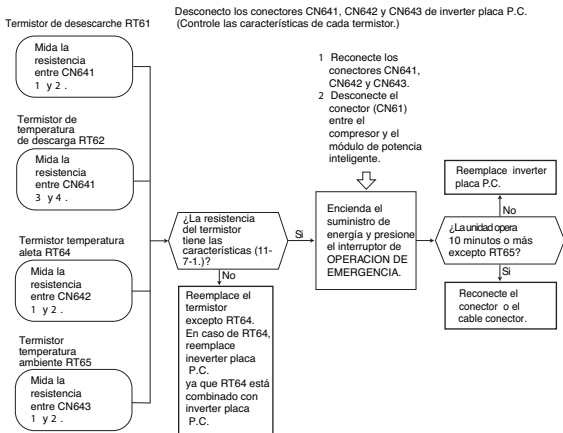 Desconecto los conectores CN641, CN642 y CN643 de inverter placa P.C.
(Controle las características de cada termistor.)
Termistor de desescarche RT61
Mida la
resistencia
entre CN641
1 y 2 .
Termistor de
temperatura
de descarga RT62
Mida la
resistencia
entre CN641
3 y 4 .
Termistor temperatura
aleta RT64
Mida la
resistencia
entre CN642
1 y 2 .
Termistor
temperatura
ambiente RT65
Mida la
resistencia
entre CN643
1 y 2 .
¿La resistencia
del termistor
tiene las
características (11-
7-1.)?
Si
No
Reemplace el
termistor
excepto RT64.
En caso de RT64,
reemplace
ineverter placa
P.C.
ya que RT64 está
combinado con
inverter placa
P.C.
1 Reconecte los
conectores CN641,
CN642 y CN643.
2 Desconecte el
conector (CN61)
entre el
compresor y el
módulo de potencia
inteligente.
Encienda el
suministro de
energía y presione
el interruptor de
OPERACION DE
EMERGENCIA.
Reemplace inverter
placa P.C.
No
¿La unidad opera
10 minutos o más
excepto RT65?
Si
Reconecte el
conector o el
cable conector.